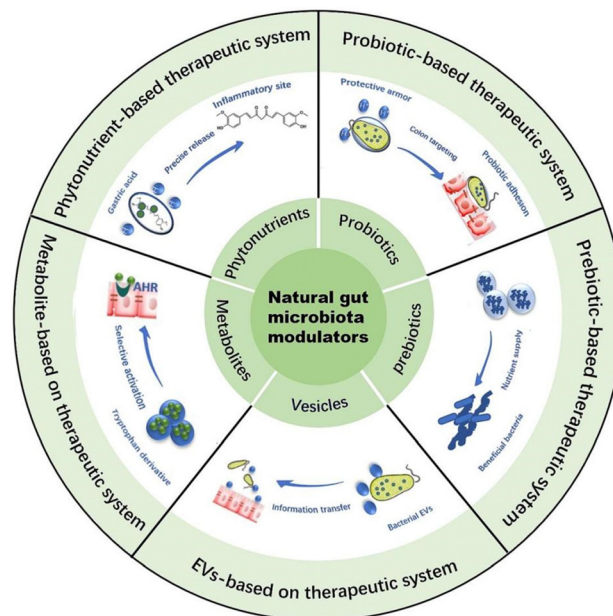 Phytonutrient-based therapeutic system
Inflammatory site
Precise release
Gastric acid
Probiotic-based therapeutic system
Protective armor
Colon targeting
Probiotic adhesion
Prebiotic-based therapeutic system
Nutrient supply
Beneficial bacteria
EVs-based on therapeutic system
Information transfer
Bacterial EVs
Metabolite-based on therapeutic system
AHR
Selective activation
Tryptophan derivative
Phytonutrients
Probiotics
prebiotics
Vesicles
Metabolites
Natural gut
microbiota
modulators